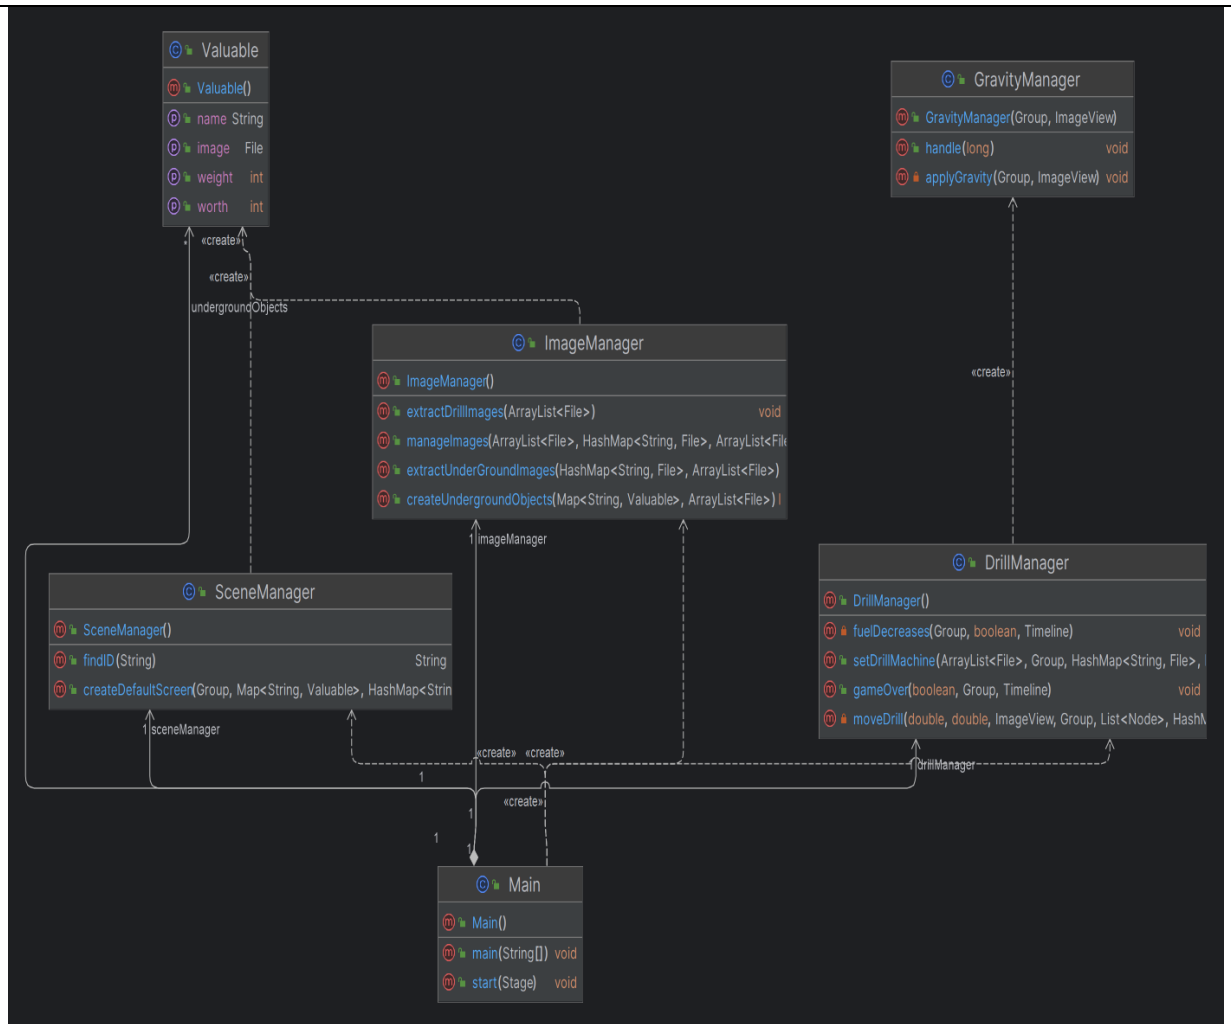 Valuable
Valuable()
name String
image File
weight int
worth int
GravityManager
GravityManager(Group, ImageView)
handle(long) void
applyGravity(Group, ImageView) void
*
«create»
«create»
undergroundObjects
ImageManager
ImageManager()
extractDrillImages(ArrayList<File>) void
manageImages(ArrayList<File>, HashMap<String, File>, ArrayList<File
extractUnderGroundImages(HashMap<String, File>, ArrayList<File>)
createUndergroundObjects(Map<String, Valuable>, ArrayList<File>)
«create»
1 imageManager
SceneManager
SceneManager()
findID(String) String
createDefaultScreen(Group, Map<String, Valuable>, HashMap<Strin
DrillManager
DrillManager()
fuelDecreases(Group, boolean, Timeline) void
setDrillMachine(ArrayList<File>, Group, HashMap<String, File>,
gameOver(boolean, Group, Timeline) void
moveDrill(double, double, ImageView, Group, List<Node>, Hash
1 sceneManager
«create» «create»
1 drillManager
1
«create»
1
1
1
Main
Main()
main(String[]) void
start(Stage) void